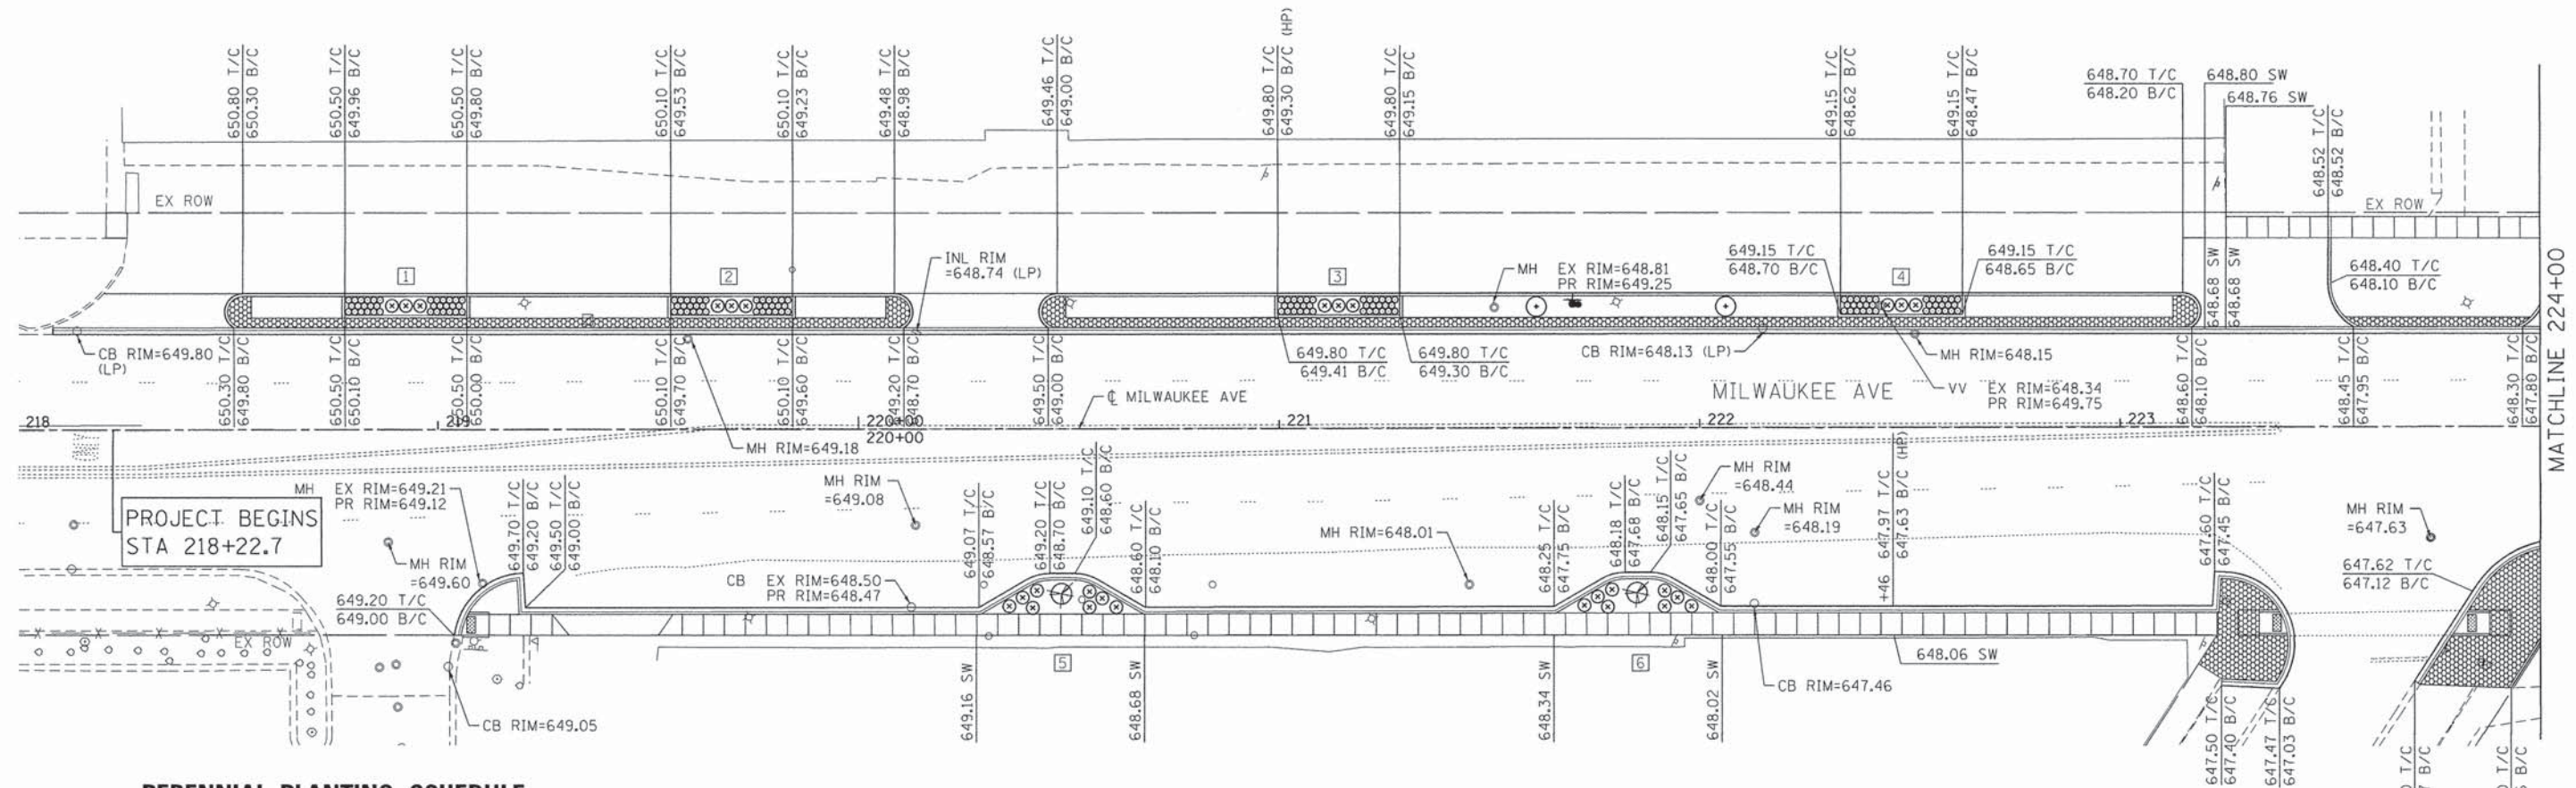 650.80 T/C
650.30 B/C
650.50 T/C
649.96 B/C
650.50 T/C
649.80 B/C
650.10 T/C
649.53 B/C
650.10 T/C
649.23 B/C
649.48 T/C
648.98 B/C
649.46 T/C
649.00 B/C
649.80 T/C
649.30 B/C (HP)
649.80 T/C
649.15 B/C
649.15 T/C
648.62 B/C
649.15 T/C
648.47 B/C
648.70 T/C
648.20 B/C
648.80 SW
648.76 SW
648.52 T/C
648.52 B/C
EX ROW
EX ROW
1
2
INL RIM
=648.74 (LP)
3
MH EX RIM=648.81
PR RIM=649.25
649.15 T/C
648.70 B/C
4
649.15 T/C
648.65 B/C
648.68 SW
648.68 SW
648.40 T/C
648.10 B/C
MATCHLINE 224+00
CB RIM=649.80
(LP)
650.30 T/C
649.80 B/C
650.50 T/C
650.10 B/C
650.50 T/C
650.00 B/C
650.10 T/C
649.70 B/C
650.10 T/C
649.60 B/C
649.20 T/C
648.70 B/C
649.50 T/C
649.00 B/C
649.80 T/C
649.41 B/C
649.80 T/C
649.30 B/C
CB RIM=648.13 (LP)
MH RIM=648.15
VV EX RIM=648.34
PR RIM=649.75
648.60 T/C
648.10 B/C
648.45 T/C
647.95 B/C
648.30 T/C
647.80 B/C
℄ MILWAUKEE AVE
MILWAUKEE AVE
218
219
220+00
220+00
221
222
223
MH RIM=649.18
PROJECT BEGINS
STA 218+22.7
MH EX RIM=649.21
PR RIM=649.12
MH RIM
=649.60
649.20 T/C
649.00 B/C
649.70 T/C
649.20 B/C
649.50 T/C
649.00 B/C
MH RIM
=649.08
CB EX RIM=648.50
PR RIM=648.47
649.07 T/C
648.57 B/C
649.20 T/C
648.70 B/C
649.10 T/C
648.60 B/C
648.60 T/C
648.10 B/C
MH RIM=648.01
648.25 T/C
647.75 B/C
648.18 T/C
647.68 B/C
648.15 T/C
647.65 B/C
648.00 T/C
647.55 B/C
MH RIM
=648.44
MH RIM
=648.19
+46 647.97 T/C
647.63 B/C (HP)
647.60 T/C
647.45 B/C
MH RIM
=647.63
647.62 T/C
647.12 B/C
EX ROW
CB RIM=649.05
649.16 SW
5
648.68 SW
648.34 SW
6
648.02 SW
648.06 SW
CB RIM=647.46
647.50 T/C
647.40 B/C
647.47 T/C
647.03 B/C
T/C
B/C
T/C
B/C
PERENNIAL PLANTING SCHEDULE